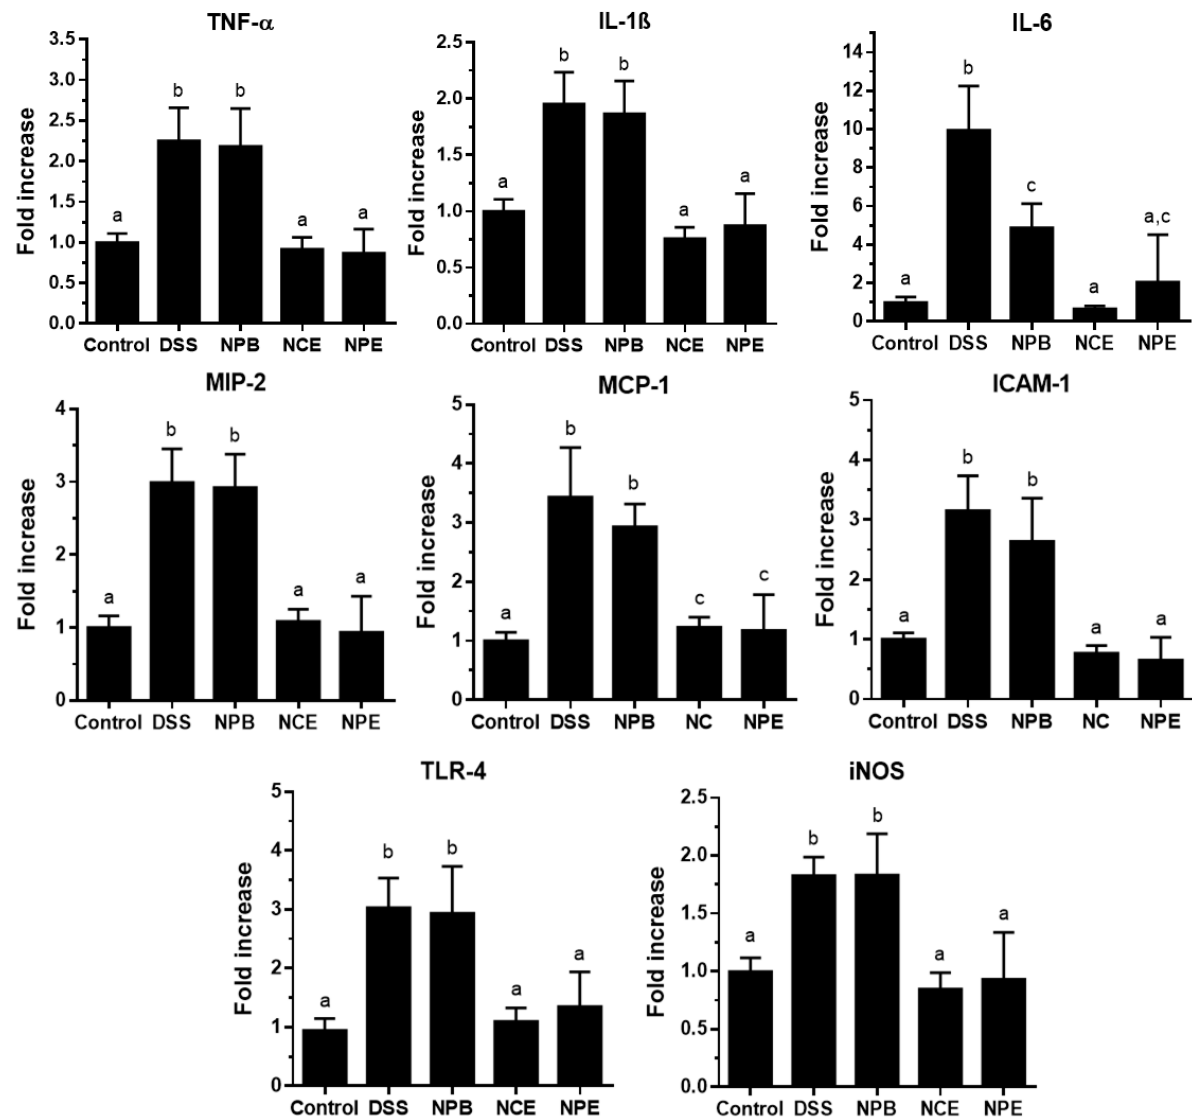 TNF-α
Fold increase
3.5
3.0
2.5
2.0
1.5
1.0
0.5
0.0
a
b
b
a
a
Control DSS NPB NCE NPE
IL-1ß
Fold increase
2.5
2.0
1.5
1.0
0.5
0.0
a
b
b
a
a
Control DSS NPB NCE NPE
IL-6
Fold increase
14
12
10
8
6
4
2
0
a
b
c
a
a,c
Control DSS NPB NCE NPE
MIP-2
Fold increase
4
3
2
1
0
a
b
b
a
a
Control DSS NPB NCE NPE
MCP-1
Fold increase
5
4
3
2
1
0
a
b
b
c
c
Control DSS NPB NC NPE
ICAM-1
Fold increase
5
4
3
2
1
0
a
b
b
a
a
Control DSS NPB NC NPE
TLR-4
Fold increase
5
4
3
2
1
0
a
b
b
a
a
Control DSS NPB NCE NPE
iNOS
Fold increase
2.5
2.0
1.5
1.0
0.5
0.0
a
b
b
a
a
Control DSS NPB NCE NPE